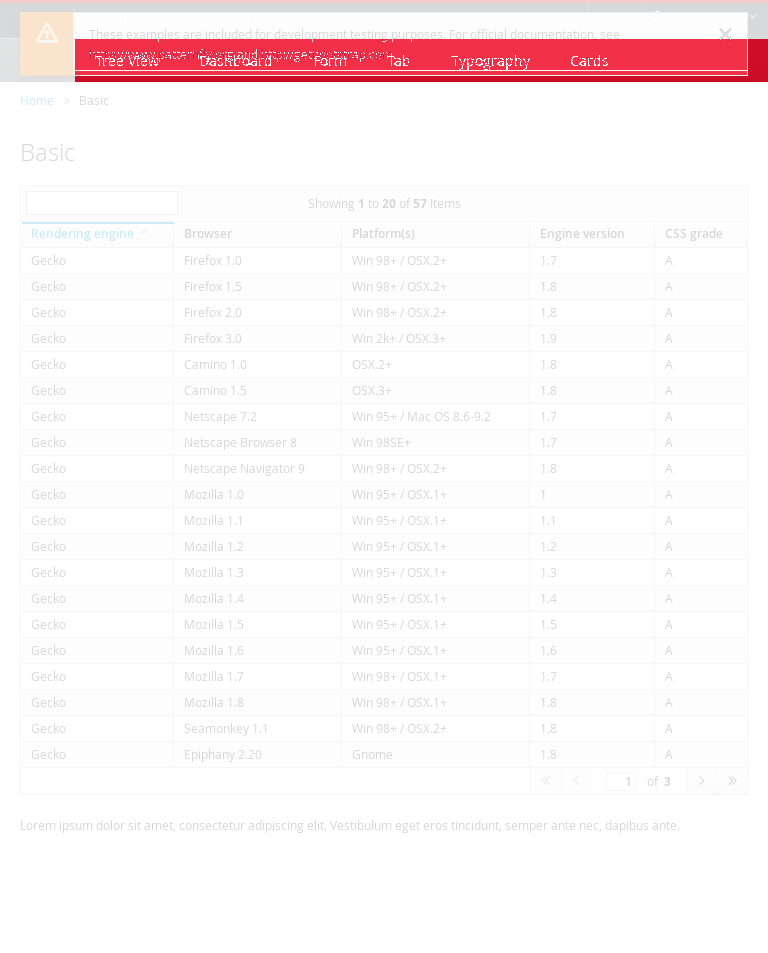 These examples are included for development testing purposes. For official documentation, see
Tree View Dashboard Form Tab Typography Cards
Home » Basic
Basic
Showing 1 to 20 of 57 Items
Rendering engine Browser Platform(s) Engine version CSS grade
Gecko Firefox 1.0 Win 98+ / OSX.2+ 1.7 A
Gecko Firefox 1.5 Win 98+ / OSX.2+ 1.8 A
Gecko Firefox 2.0 Win 98+ / OSX.2+ 1.8 A
Gecko Firefox 3.0 Win 2k+ / OSX.3+ 1.9 A
Gecko Camino 1.0 OSX.2+ 1.8 A
Gecko Camino 1.5 OSX.3+ 1.8 A
Gecko Netscape 7.2 Win 95+ / Mac OS 8.6-9.2 1.7 A
Gecko Netscape Browser 8 Win 98SE+ 1.7 A
Gecko Netscape Navigator 9 Win 98+ / OSX.2+ 1.8 A
Gecko Mozilla 1.0 Win 95+ / OSX.1+ 1 A
Gecko Mozilla 1.1 Win 95+ / OSX.1+ 1.1 A
Gecko Mozilla 1.2 Win 95+ / OSX.1+ 1.2 A
Gecko Mozilla 1.3 Win 95+ / OSX.1+ 1.3 A
Gecko Mozilla 1.4 Win 95+ / OSX.1+ 1.4 A
Gecko Mozilla 1.5 Win 95+ / OSX.1+ 1.5 A
Gecko Mozilla 1.6 Win 95+ / OSX.1+ 1.6 A
Gecko Mozilla 1.7 Win 98+ / OSX.1+ 1.7 A
Gecko Mozilla 1.8 Win 98+ / OSX.1+ 1.8 A
Gecko Seamonkey 1.1 Win 98+ / OSX.2+ 1.8 A
Gecko Epiphany 2.20 Gnome 1.8 A
« ‹ 1 of 3 › »
Lorem ipsum dolor sit amet, consectetur adipiscing elit. Vestibulum eget eros tincidunt, semper ante nec, dapibus ante.